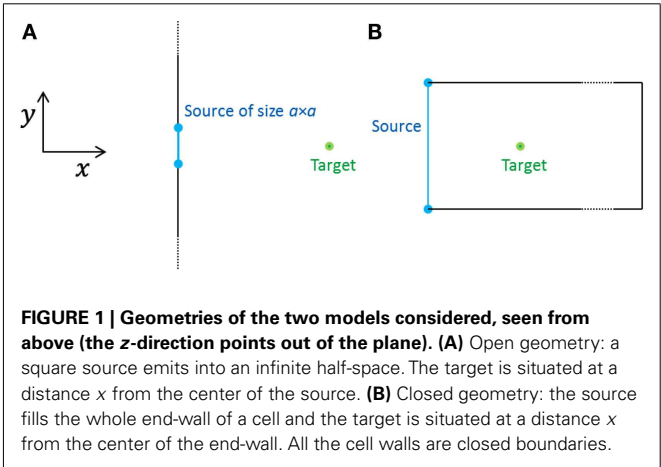 A
B
Source of size a×a
y
x
Source
Target
Target
FIGURE 1 | Geometries of the two models considered, seen from
above (the z-direction points out of the plane). (A) Open geometry: a
square source emits into an infinite half-space. The target is situated at a
distance x from the center of the source. (B) Closed geometry: the source
fills the whole end-wall of a cell and the target is situated at a distance x
from the center of the end-wall. All the cell walls are closed boundaries.